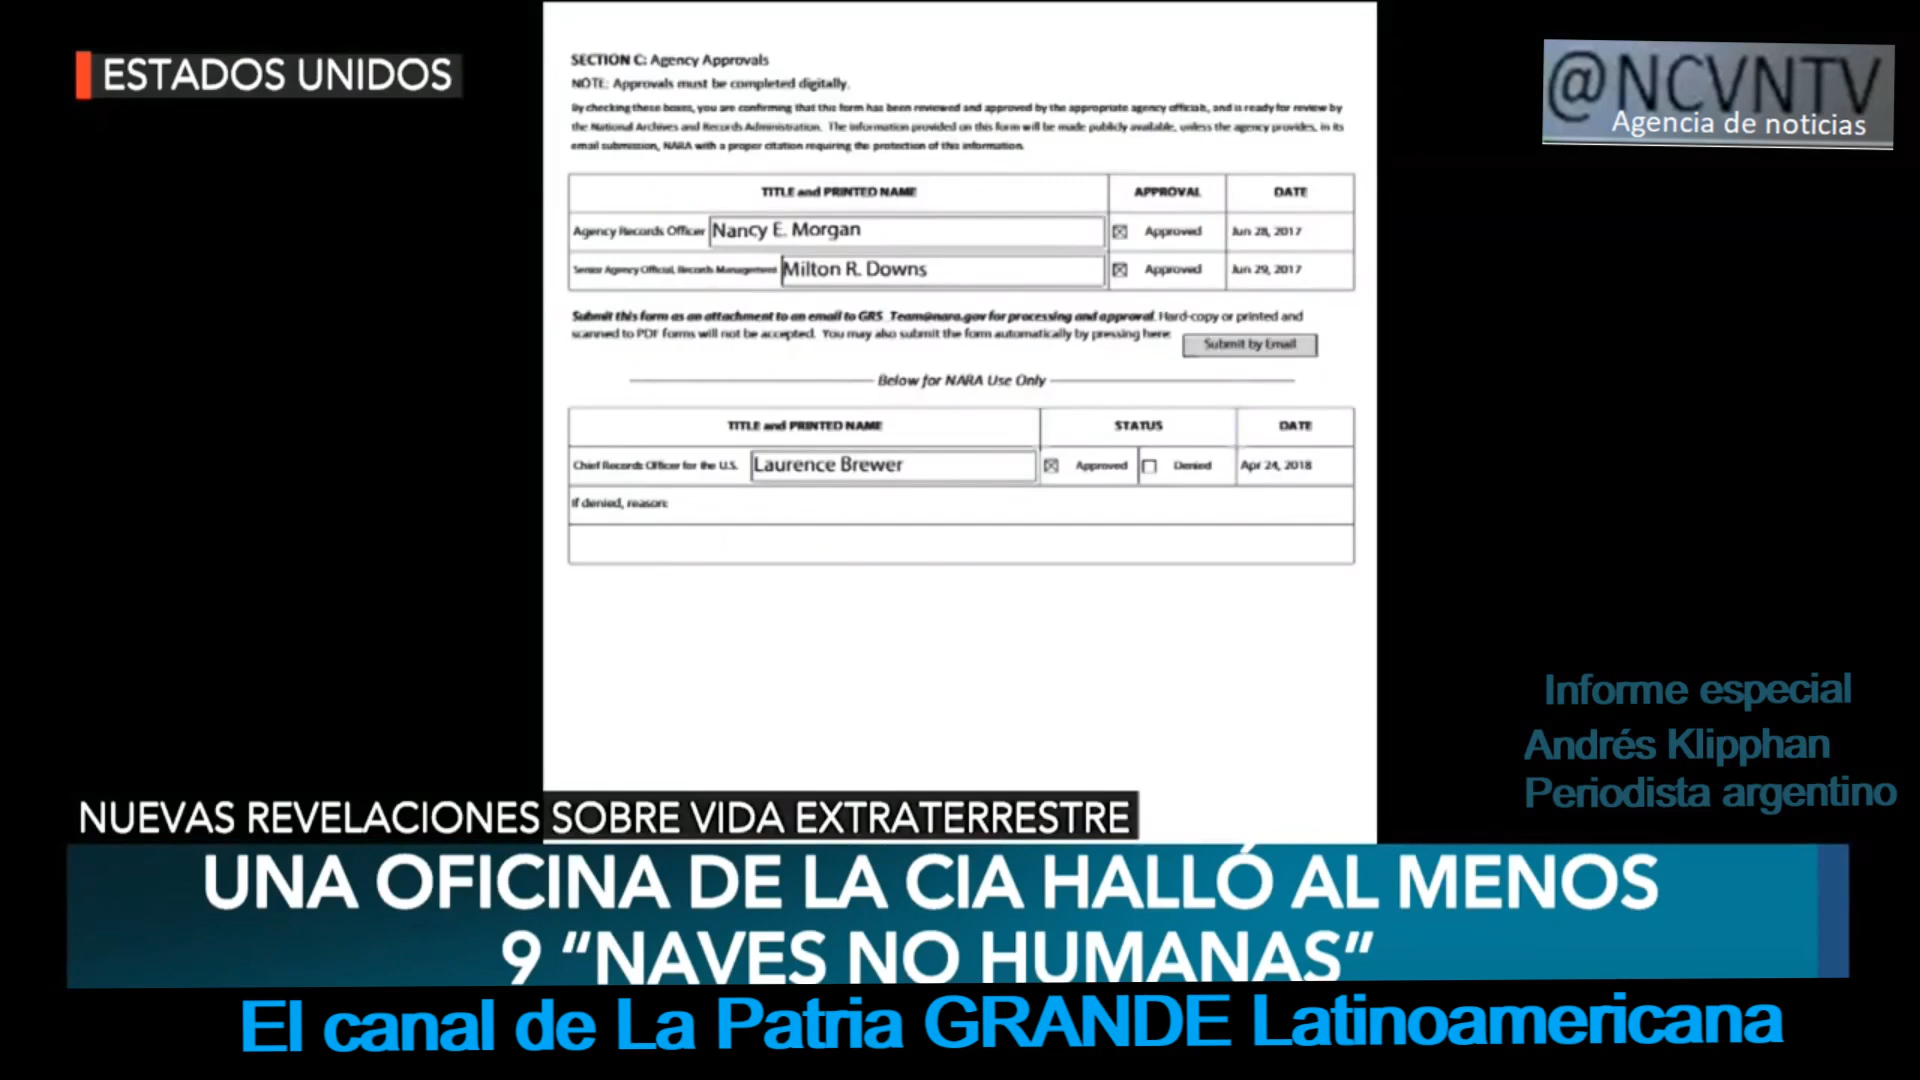 ESTADOS UNIDOS
@NCVNTV
Agencia de noticias
SECTION C: Agency Approvals
NOTE: Approvals must be completed digitally.
By checking these boxes, you are confirming that this form has been reviewed and approved by the appropriate agency officials, and is ready for review by
the National Archives and Records Administration. The information provided on this form will be made publicly available, unless the agency provides, in its
email submission, NARA with a proper citation requiring the protection of this information.
TITLE and PRINTED NAME APPROVAL DATE
Agency Records Officer Nancy E. Morgan Approved Jun 28, 2017
Senior Agency Official, Records Management Milton R. Downs Approved Jun 29, 2017
Submit this form as an attachment to an email to GRS_Team@nara.gov for processing and approval. Hard-copy or printed and
scanned to PDF forms will not be accepted. You may also submit the form automatically by pressing here:
Submit by Email
Below for NARA Use Only
TITLE and PRINTED NAME STATUS DATE
Chief Records Officer for the U.S. Laurence Brewer Approved Denied Apr 24, 2018
If denied, reason:
Informe especial
Andrés Klipphan
Periodista argentino
NUEVAS REVELACIONES SOBRE VIDA EXTRATERRESTRE
UNA OFICINA DE LA CIA HALLÓ AL MENOS
9 “NAVES NO HUMANAS”
El canal de La Patria GRANDE Latinoamericana